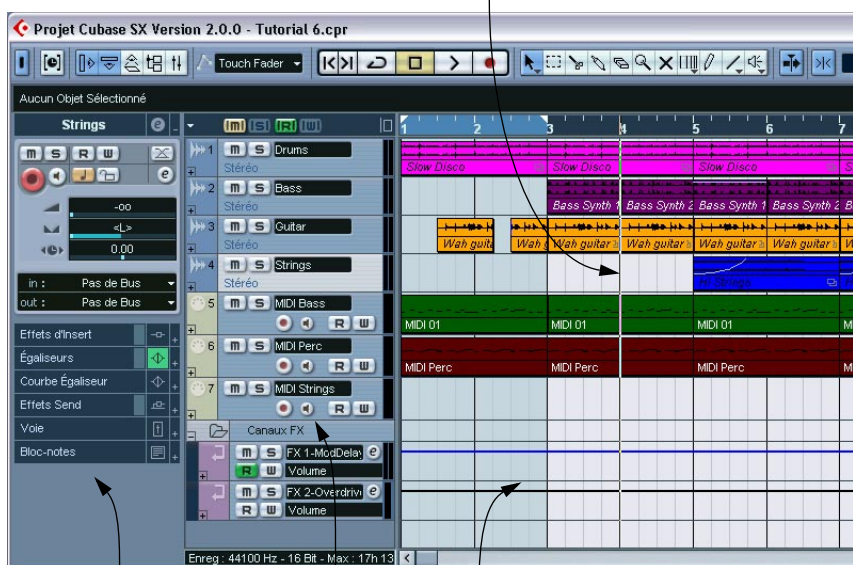 Projet Cubase SX Version 2.0.0 - Tutorial 6.cpr
Touch Fader
Aucun Objet Sélectionné
Strings
e
m S R W
e
-oo
<L>
0.00
in : Pas de Bus
out : Pas de Bus
Effets d'Insert
Égaliseurs
Courbe Égaliseur
Effets Send
Voie
Bloc-notes
m S R W
1 m S Drums
Stéréo
2 m S Bass
Stéréo
3 m S Guitar
Stéréo
4 m S Strings
Stéréo
5 m S MIDI Bass
R W
6 m S MIDI Perc
R W
7 m S MIDI Strings
R W
Canaux FX
m S FX 1-ModDelay e
R W Volume
m S FX 2-Overdriv e
R W Volume
Enreg : 44100 Hz - 16 Bit - Max : 17h 13
1 2 3 4 5 6 7
Slow Disco Slow Disco Slow Disco S
Bass Synth 1 Bass Synth 2 Bass Synth 1 Bass Synth 2 B
Wah guita Wah g Wah guitar Wah guitar Wah guitar Wah guitar W
Hi Strings
MIDI 01 MIDI 01 MIDI 01 M
MIDI Perc MIDI Perc MIDI Perc M